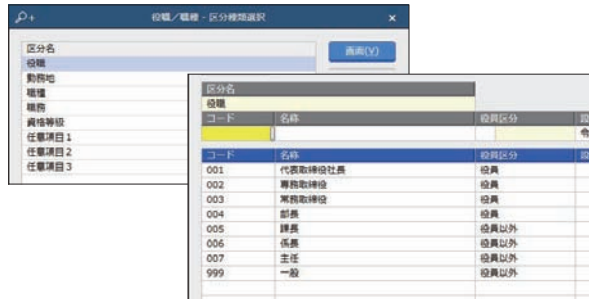 役職／職種 - 区分種類選択
×
区分名
役職
勤務地
職種
職務
資格等級
任意項目1
任意項目2
任意項目3
画面(V)
区分名
役職
コード 名称 役員区分 設
令
コード 名称 役員区分 設
001 代表取締役社長 役員
002 専務取締役 役員
003 常務取締役 役員
004 部長 役員
005 課長 役員以外
006 係長 役員以外
007 主任 役員以外
999 一般 役員以外